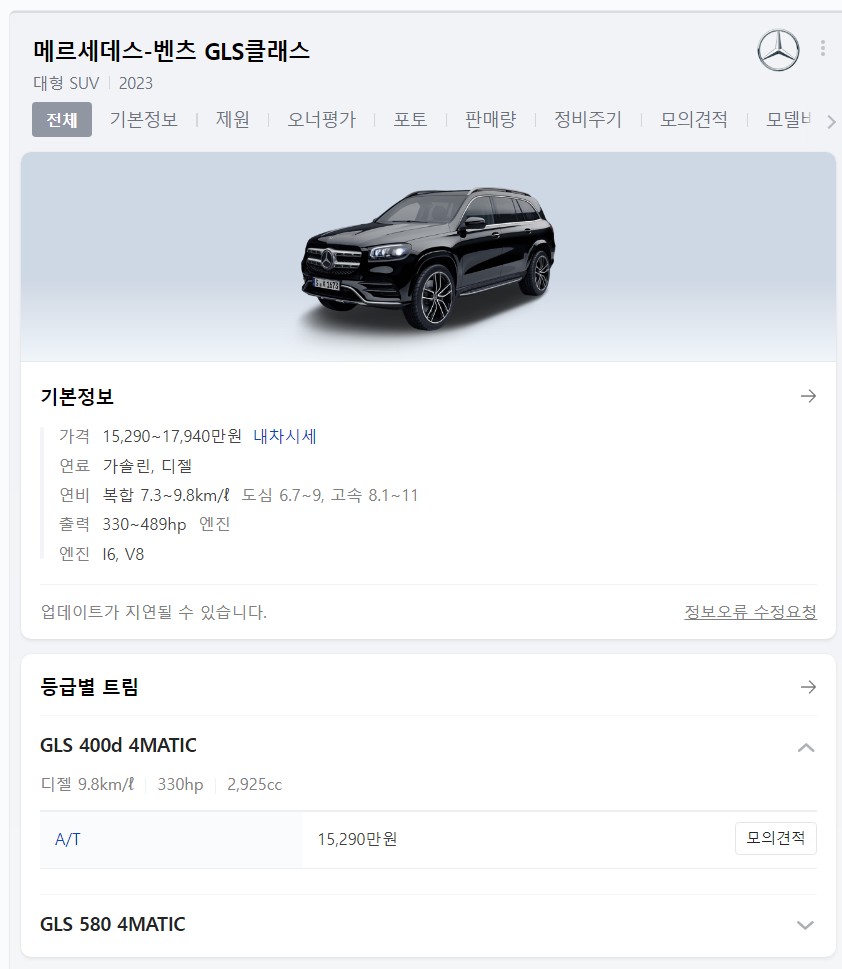 메르세데스-벤츠 GLS클래스
대형 SUV 2023
전체 기본정보 제원 오너평가 포토 판매량 정비주기 모의견적
기본정보
가격 15,290~17,940만원 내차시세
연료 가솔린, 디젤
연비 복합 7.3~9.8km/ℓ 도심 6.7~9, 고속 8.1~11
출력 330~489hp 엔진
엔진 I6, V8
업데이트가 지연될 수 있습니다. 정보오류 수정요청
등급별 트림
GLS 400d 4MATIC
디젤 9.8km/ℓ 330hp 2,925cc
A/T 15,290만원 모의견적
GLS 580 4MATIC